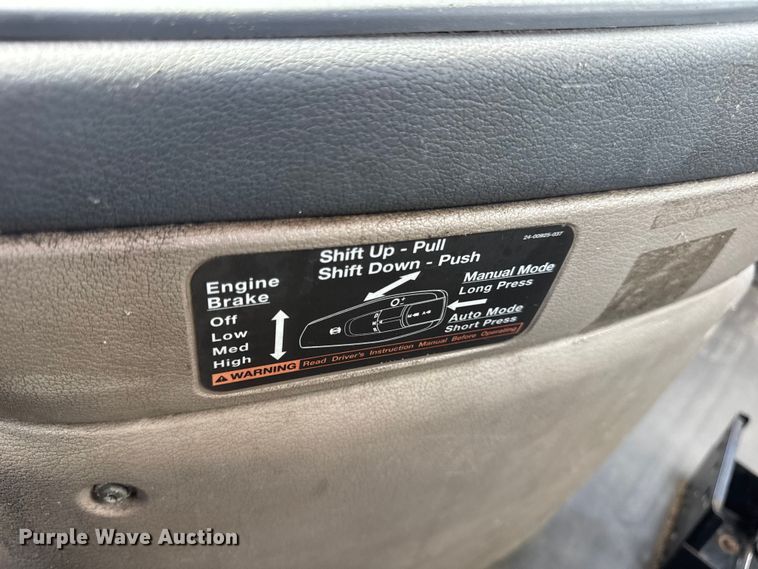 24-00925-037
Shift Up - Pull
Shift Down - Push
Engine
Brake
Off
Low
Med
High
Manual Mode
Long Press
Auto Mode
Short Press
WARNING Read Driver's Instruction Manual Before Operating
Purple Wave Auction®